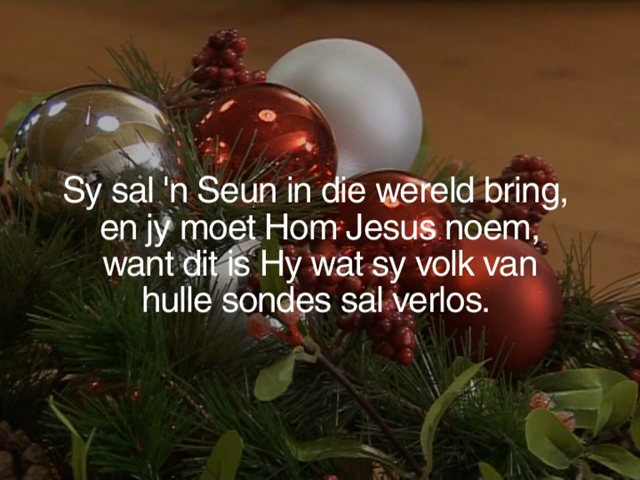 Sy sal 'n Seun in die wereld bring,
en jy moet Hom Jesus noem,
want dit is Hy wat sy volk van
hulle sondes sal verlos.